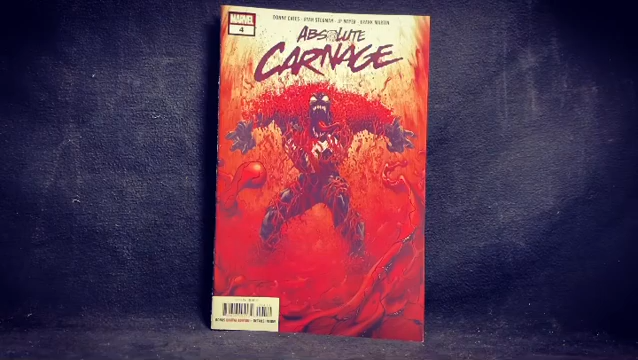 MARVEL
4
DONNY CATES · RYAN STEGMAN · JP MAYER · FRANK MARTIN
ABSOLUTE
CARNAGE